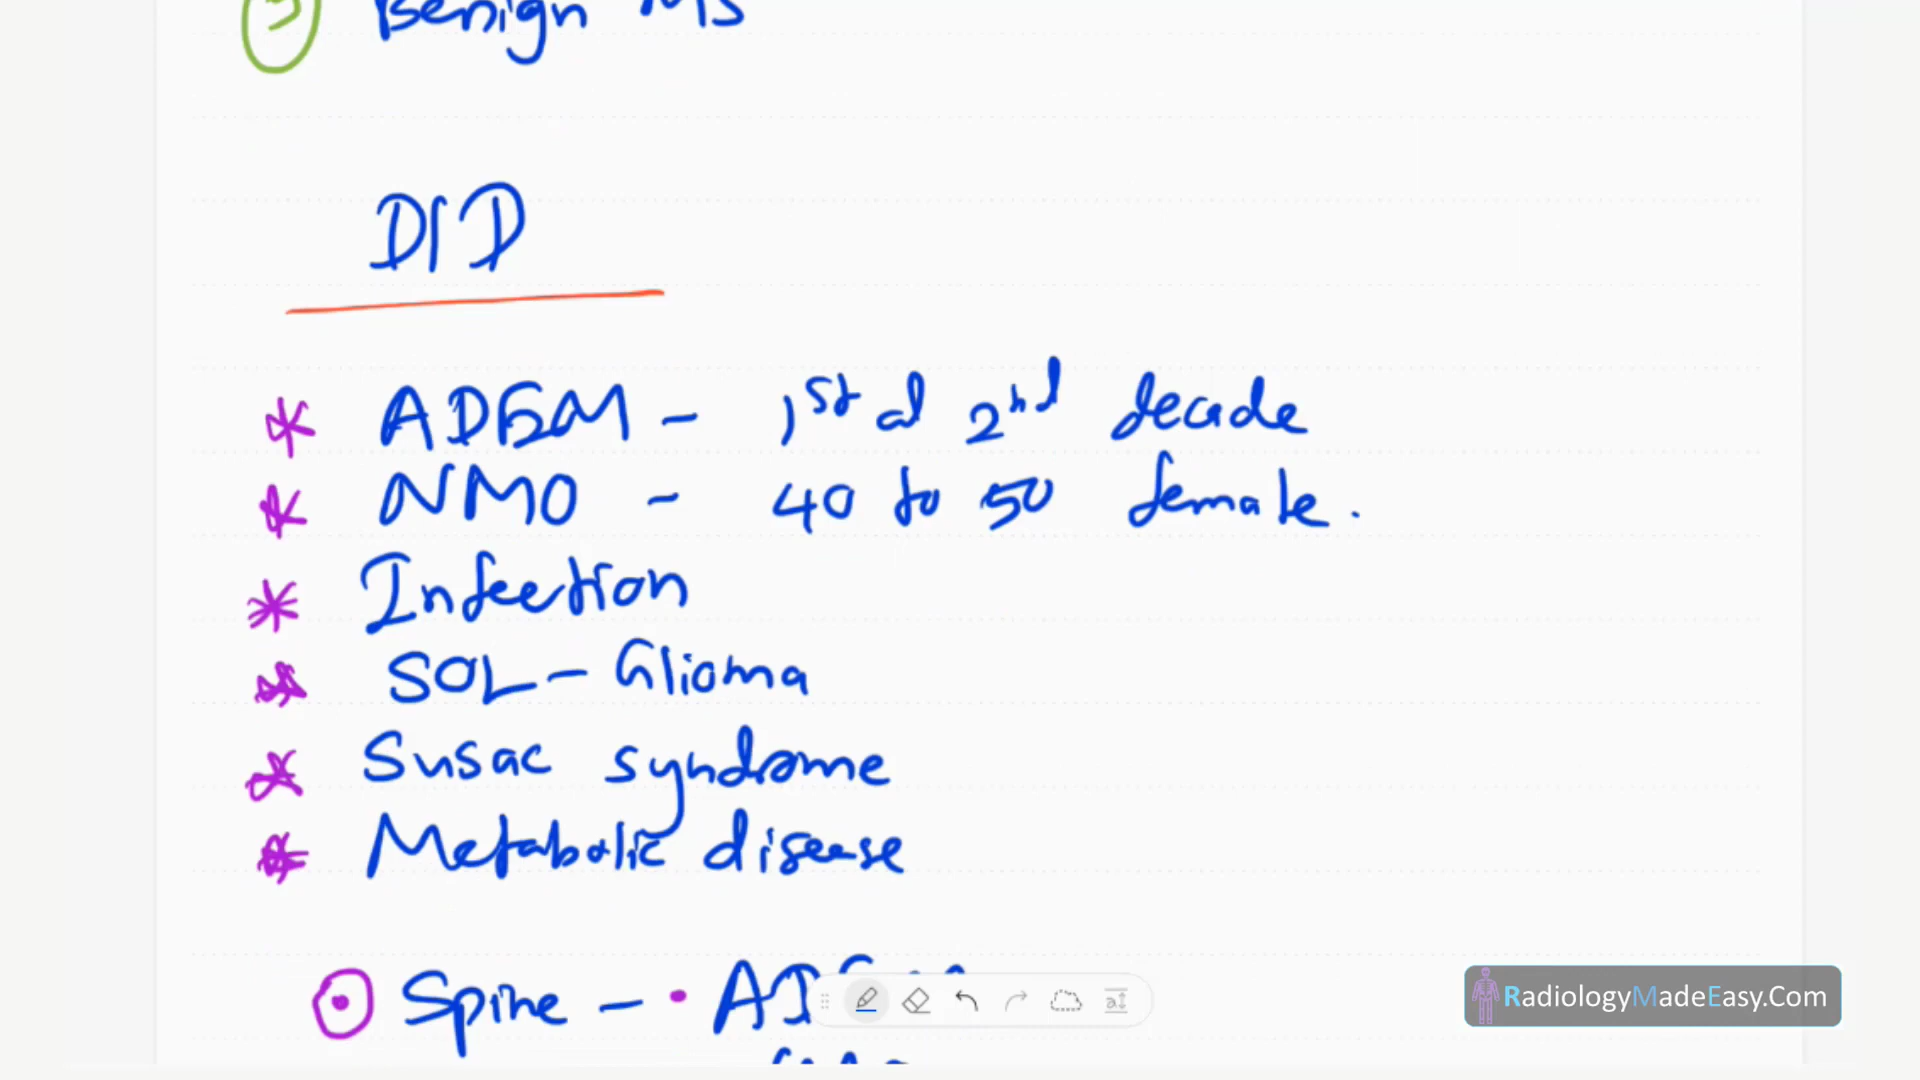 Benign MS
D/D
* ADEM - 1st and 2nd decade
* NMO - 40 to 50 female.
* Infection
* SOL - Glioma
* Susac syndrome
* Metabolic disease
Spine -
RadiologyMadeEasy.Com